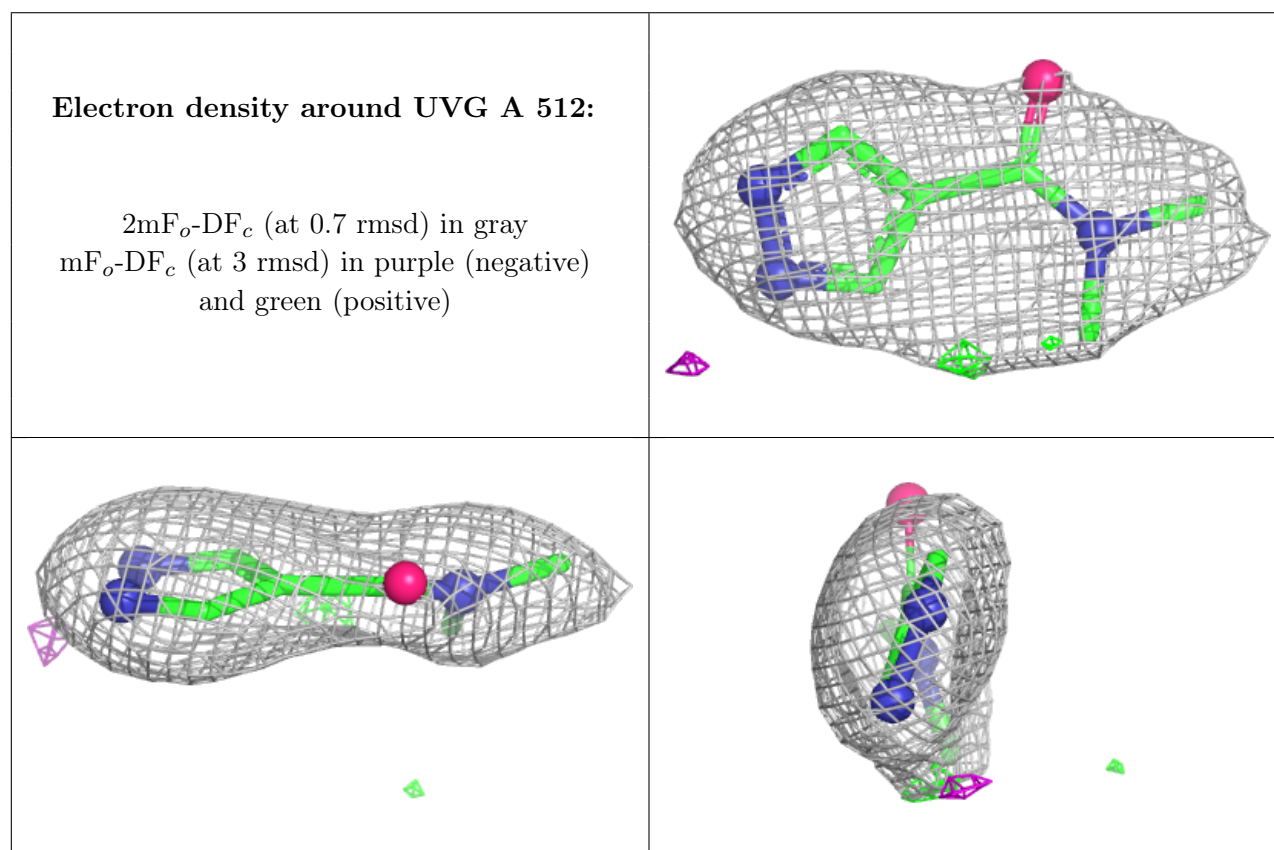 Electron density around UVG A 512:
2mFo-DFc (at 0.7 rmsd) in gray
mFo-DFc (at 3 rmsd) in purple (negative)
and green (positive)